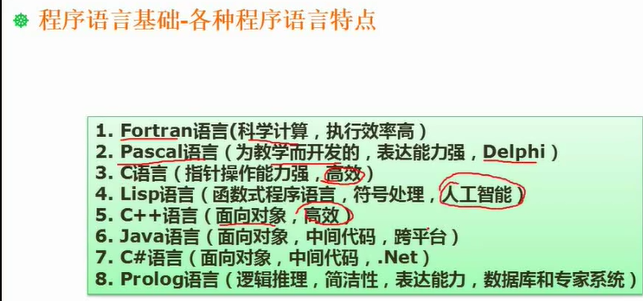 程序语言基础-各种程序语言特点
1. Fortran语言(科学计算，执行效率高）
2. Pascal语言（为教学而开发的，表达能力强，Delphi）
3. C语言（指针操作能力强，高效）
4. Lisp语言（函数式程序语言，符号处理，人工智能）
5. C++语言（面向对象，高效）
6. Java语言（面向对象，中间代码，跨平台）
7. C#语言（面向对象，中间代码，.Net）
8. Prolog语言（逻辑推理，简洁性，表达能力，数据库和专家系统）